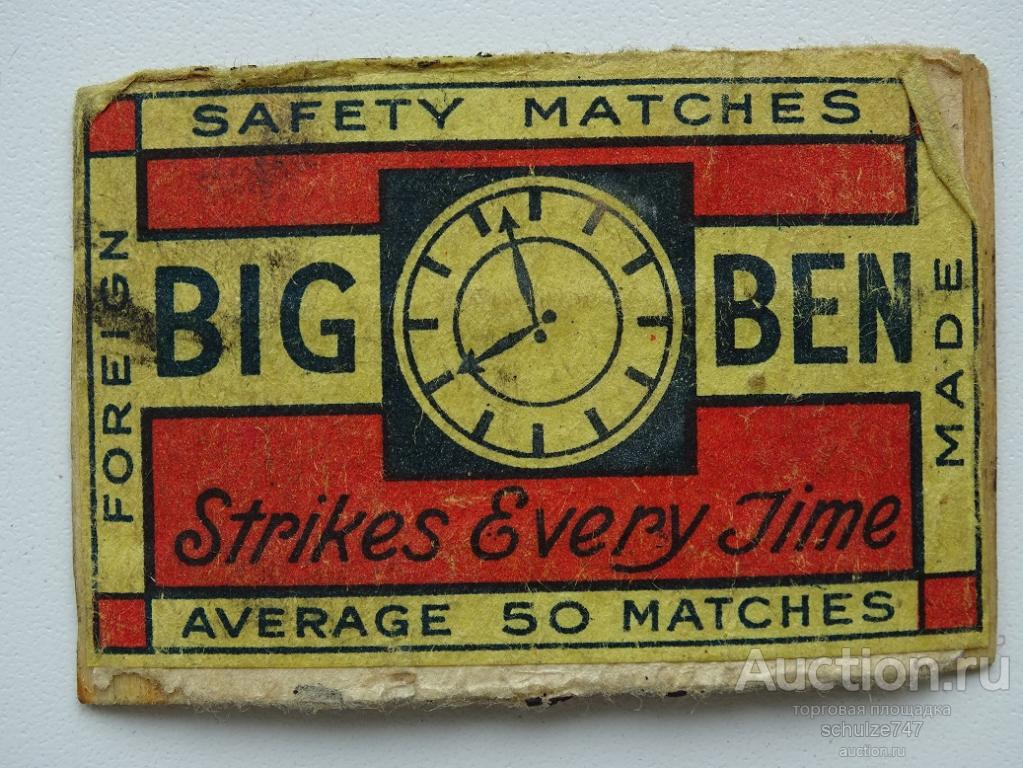 SAFETY MATCHES
FOREIGN
BIG BEN
MADE
Strikes Every Time
AVERAGE 50 MATCHES
Auction.ru
торговая площадка
schulze747
auction.ru